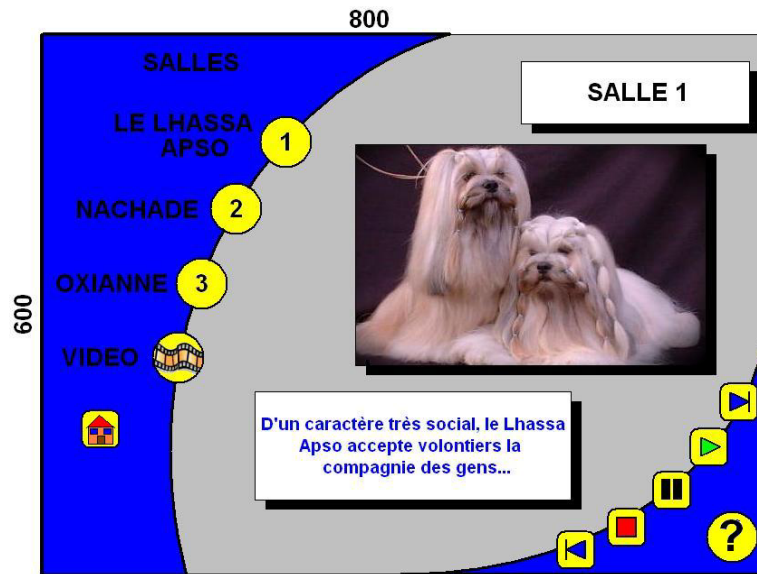 800
600
SALLES
LE LHASSA
APSO
1
NACHADE
2
OXIANNE
3
VIDEO
SALLE 1
D'un caractère très social, le Lhassa
Apso accepte volontiers la
compagnie des gens...
?